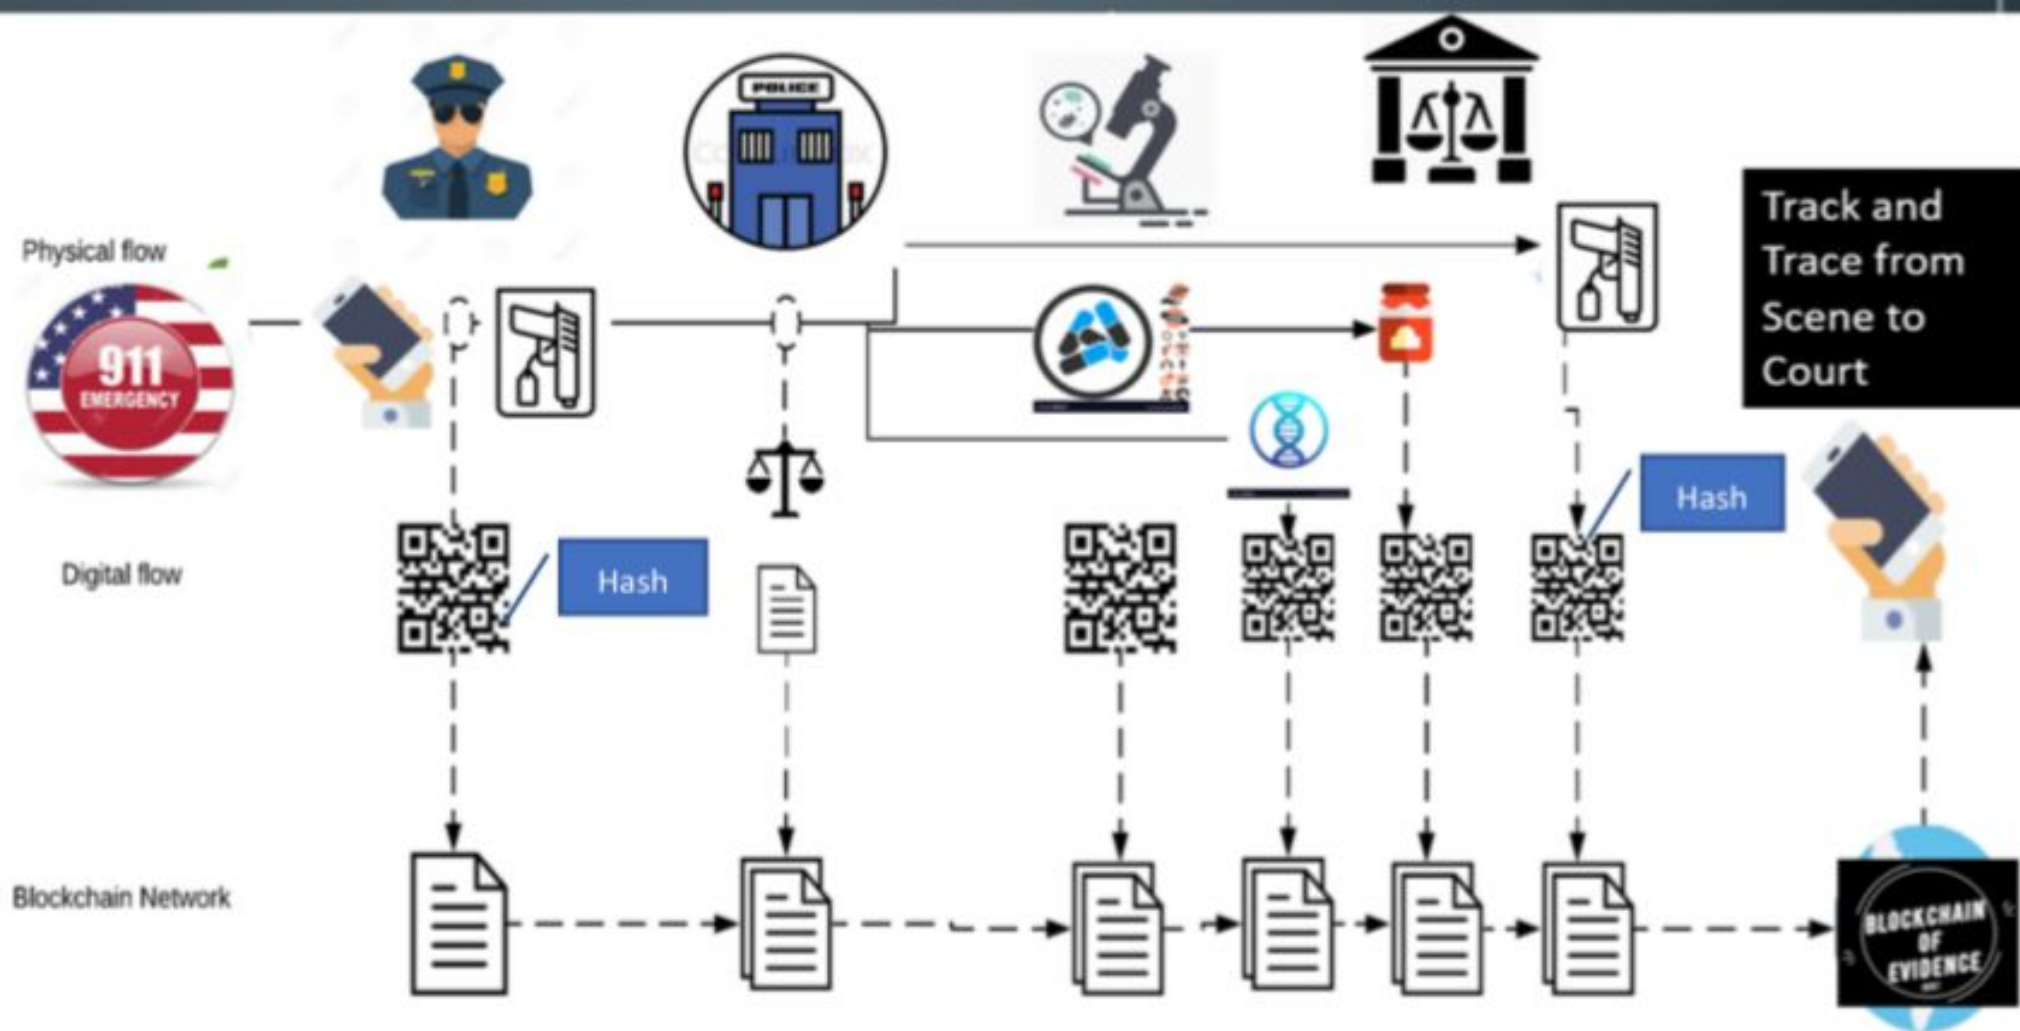 POLICE
Physical flow
911
EMERGENCY
Track and
Trace from
Scene to
Court
Hash
Hash
Digital flow
Blockchain Network
BLOCKCHAIN
OF
EVIDENCE